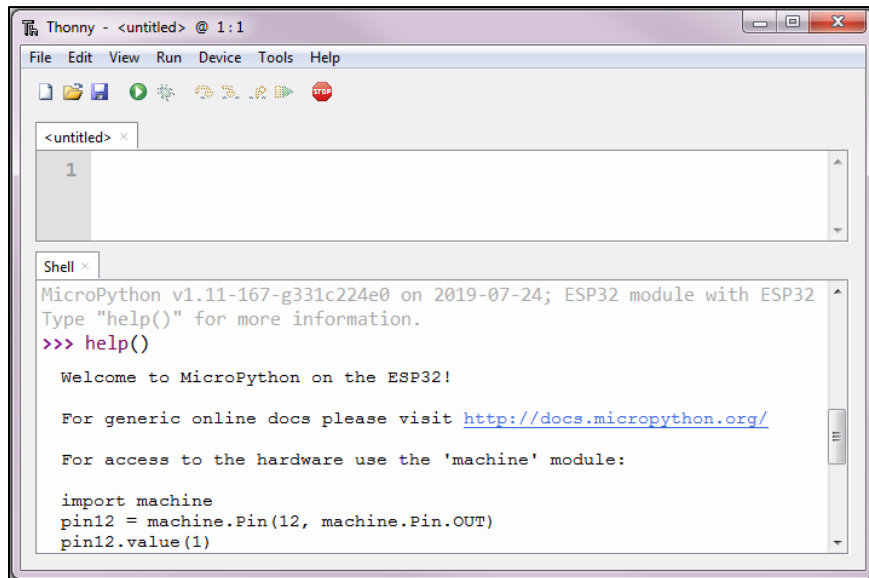 Thonny - <untitled> @ 1:1
File Edit View Run Device Tools Help
STOP
<untitled> ×
1
Shell ×
MicroPython v1.11-167-g331c224e0 on 2019-07-24; ESP32 module with ESP32
Type "help()" for more information.
>>> help()
Welcome to MicroPython on the ESP32!
For generic online docs please visit http://docs.micropython.org/
For access to the hardware use the 'machine' module:
import machine
pin12 = machine.Pin(12, machine.Pin.OUT)
pin12.value(1)